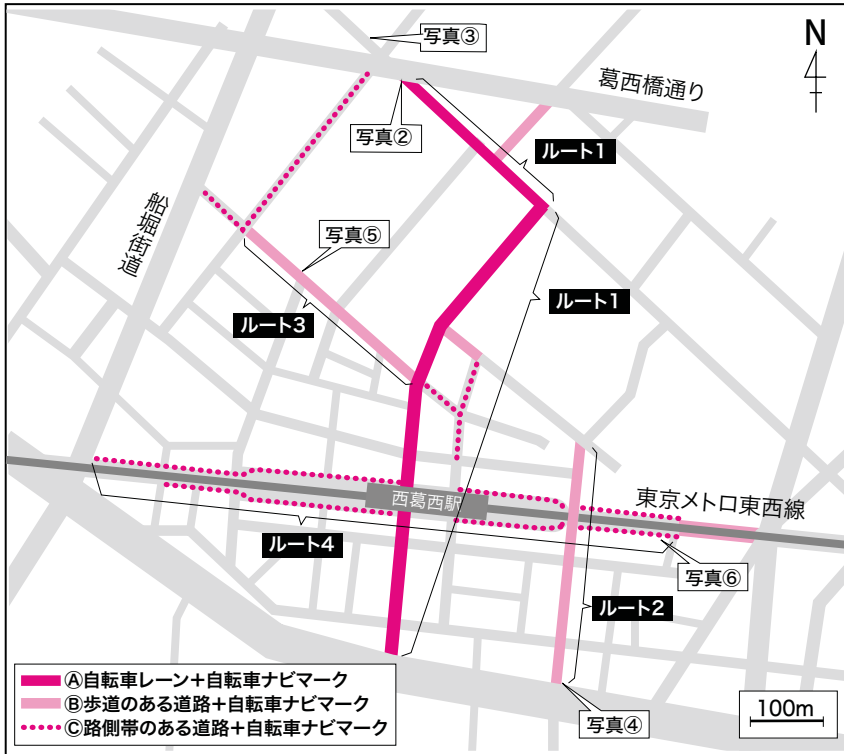 写真③
N
葛西橋通り
写真②
ルート1
船堀街道
写真⑤
ルート1
ルート3
西葛西駅
東京メトロ東西線
ルート4
写真⑥
ルート2
Ⓐ自転車レーン+自転車ナビマーク
Ⓑ歩道のある道路+自転車ナビマーク
Ⓒ路側帯のある道路+自転車ナビマーク
写真④
100m